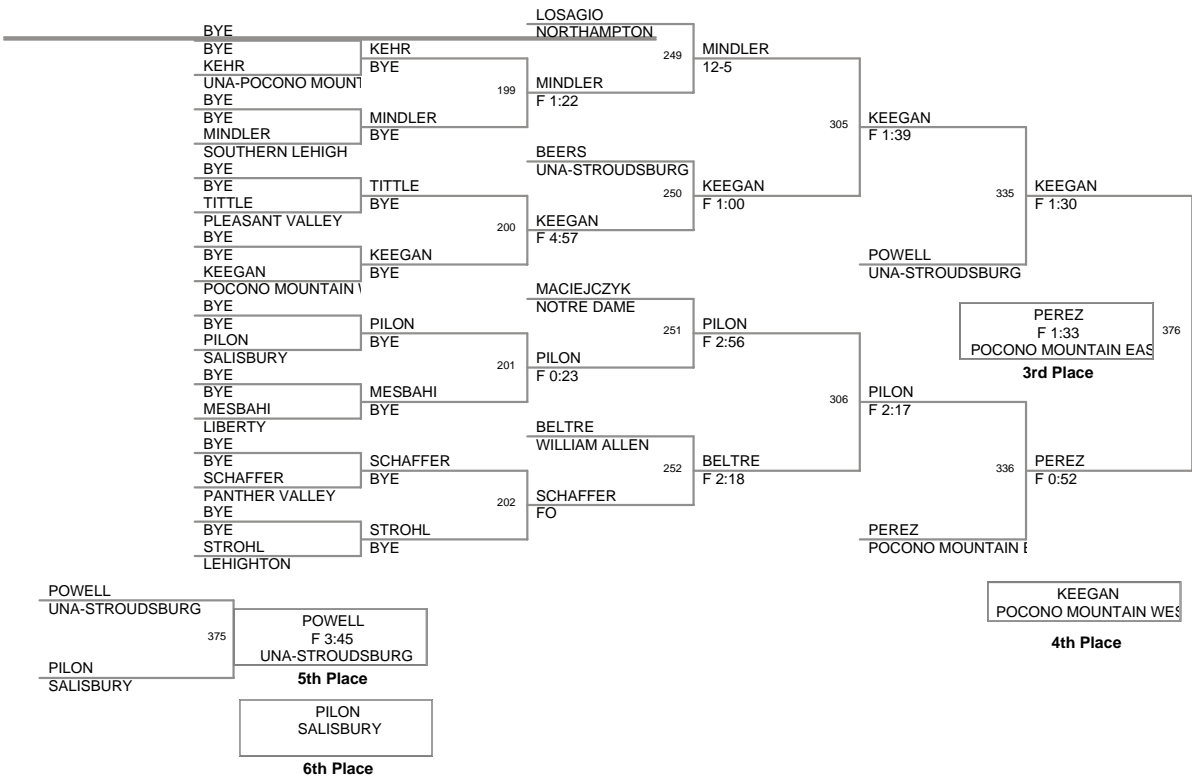 LOSAGIO
NORTHAMPTON
BYE
BYE
KEHR
UNA-POCONO MOUNT
KEHR
BYE
249
MINDLER
12-5
199
MINDLER
F 1:22
BYE
BYE
MINDLER
SOUTHERN LEHIGH
MINDLER
BYE
305
KEEGAN
F 1:39
BEERS
UNA-STROUDSBURG
BYE
BYE
TITTLE
PLEASANT VALLEY
TITTLE
BYE
250
KEEGAN
F 1:00
335
KEEGAN
F 1:30
200
KEEGAN
F 4:57
BYE
BYE
KEEGAN
POCONO MOUNTAIN
KEEGAN
BYE
POWELL
UNA-STROUDSBURG
MACIEJCZYK
NOTRE DAME
BYE
BYE
PILON
SALISBURY
PILON
BYE
251
PILON
F 2:56
PEREZ
F 1:33
POCONO MOUNTAIN EAS
376
3rd Place
201
PILON
F 0:23
BYE
BYE
MESBAHI
LIBERTY
MESBAHI
BYE
306
PILON
F 2:17
BELTRE
WILLIAM ALLEN
BYE
BYE
SCHAFFER
PANTHER VALLEY
SCHAFFER
BYE
252
BELTRE
F 2:18
336
PEREZ
F 0:52
202
SCHAFFER
FO
BYE
BYE
STROHL
LEHIGHTON
STROHL
BYE
PEREZ
POCONO MOUNTAIN
POWELL
UNA-STROUDSBURG
375
POWELL
F 3:45
UNA-STROUDSBURG
5th Place
PILON
SALISBURY
KEEGAN
POCONO MOUNTAIN WES
4th Place
PILON
SALISBURY
6th Place